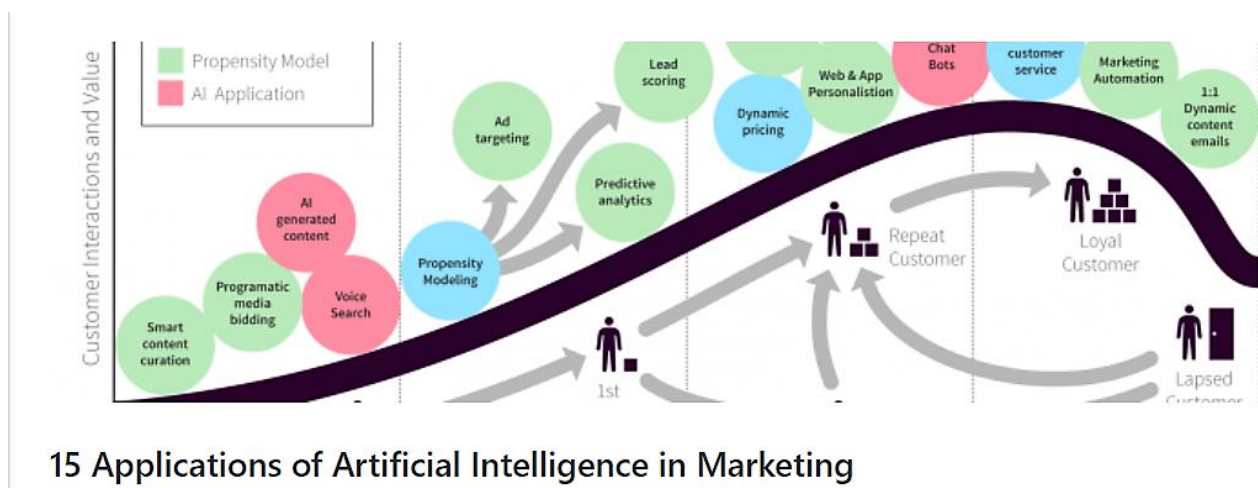 Customer Interactions and Value
Propensity Model
AI Application
Smart
content
curation
Programatic
media
bidding
AI
generated
content
Voice
Search
Propensity
Modeling
Ad
targeting
Lead
scoring
Predictive
analytics
Dynamic
pricing
Web & App
Personalistion
Chat
Bots
customer
service
Marketing
Automation
1:1
Dynamic
content
emails
1st
Repeat
Customer
Loyal
Customer
Lapsed
Customer
15 Applications of Artificial Intelligence in Marketing